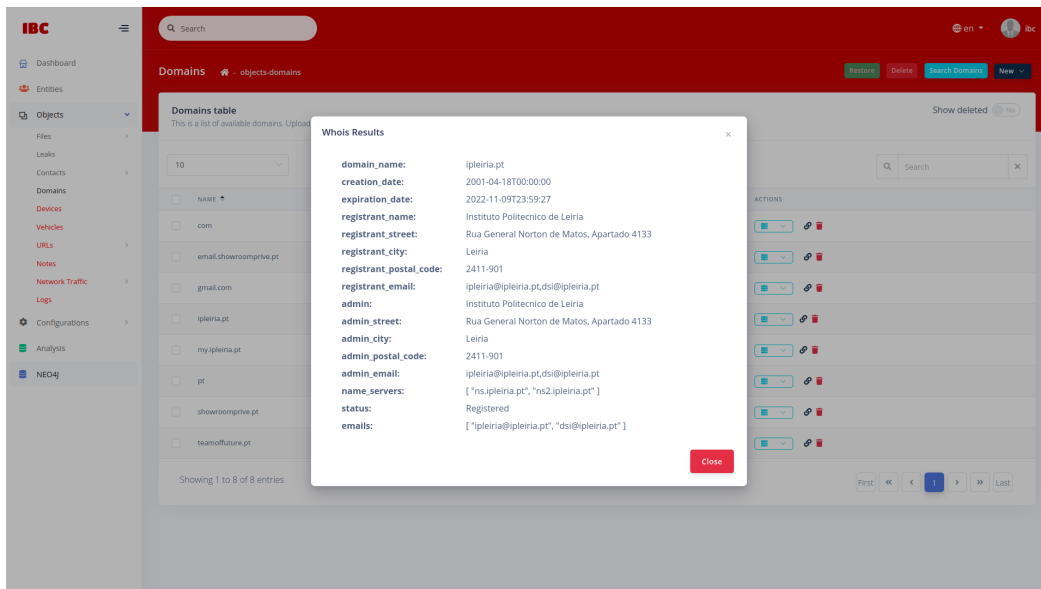 IBC
Search
en
ibc
Dashboard
Entities
Objects
Files
Leaks
Contacts
Domains
Devices
Vehicles
URLs
Notes
Network Traffic
Logs
Configurations
Analysis
NEO4J
Domains - objects-domains
Restore Delete Search Domains New
Domains table
This is a list of available domains. Upload
Show deleted No
10
Search
NAME ACTIONS
com
email.showroomprive.pt
gmail.com
ipleiria.pt
my.ipleiria.pt
pt
showroomprive.pt
teamoffuture.pt
Showing 1 to 8 of 8 entries
First « ‹ 1 › » Last
Whois Results ×
domain_name: ipleiria.pt
creation_date: 2001-04-18T00:00:00
expiration_date: 2022-11-09T23:59:27
registrant_name: Instituto Politecnico de Leiria
registrant_street: Rua General Norton de Matos, Apartado 4133
registrant_city: Leiria
registrant_postal_code: 2411-901
registrant_email: ipleiria@ipleiria.pt,dsi@ipleiria.pt
admin: Instituto Politecnico de Leiria
admin_street: Rua General Norton de Matos, Apartado 4133
admin_city: Leiria
admin_postal_code: 2411-901
admin_email: ipleiria@ipleiria.pt,dsi@ipleiria.pt
name_servers: [ "ns.ipleiria.pt", "ns2.ipleiria.pt" ]
status: Registered
emails: [ "ipleiria@ipleiria.pt", "dsi@ipleiria.pt" ]
Close